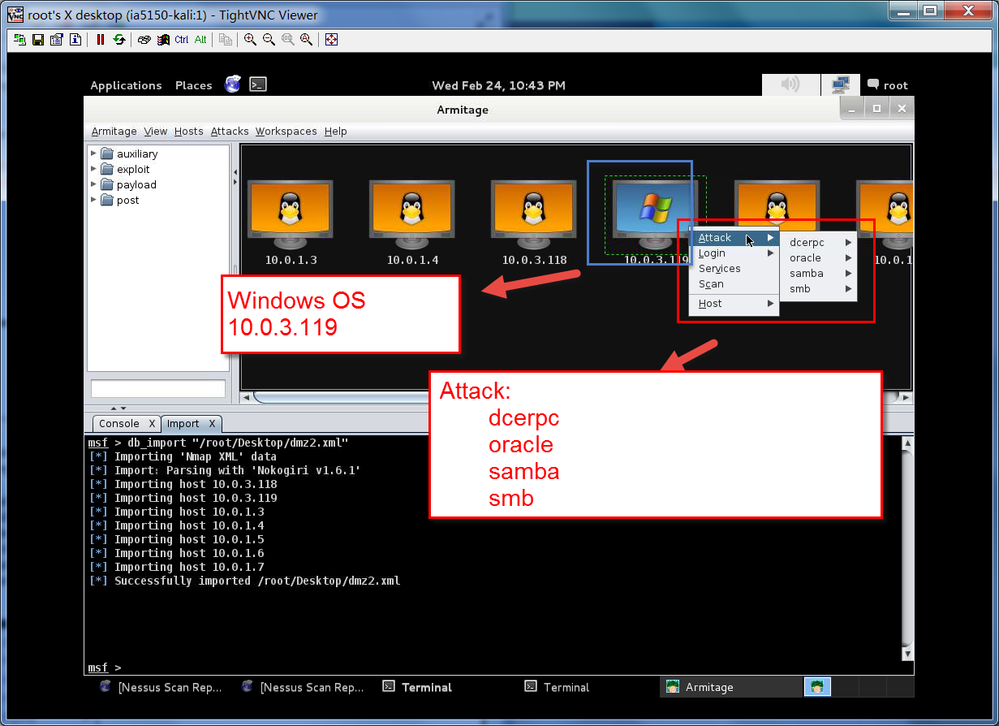 root's X desktop (ia5150-kali:1) - TightVNC Viewer
Ctrl Alt
Applications Places Wed Feb 24, 10:43 PM root
Armitage
Armitage View Hosts Attacks Workspaces Help
auxiliary
exploit
payload
post
10.0.1.3 10.0.1.4 10.0.3.118 10.0.3.119 10.0.1
Attack
Login
Services
Scan
Host
dcerpc
oracle
samba
smb
Windows OS
10.0.3.119
Attack:
dcerpc
oracle
samba
smb
Console X Import X
msf > db_import "/root/Desktop/dmz2.xml"
[*] Importing 'Nmap XML' data
[*] Import: Parsing with 'Nokogiri v1.6.1'
[*] Importing host 10.0.3.118
[*] Importing host 10.0.3.119
[*] Importing host 10.0.1.3
[*] Importing host 10.0.1.4
[*] Importing host 10.0.1.5
[*] Importing host 10.0.1.6
[*] Importing host 10.0.1.7
[*] Successfully imported /root/Desktop/dmz2.xml
msf >
[Nessus Scan Rep... [Nessus Scan Rep... Terminal Terminal Armitage